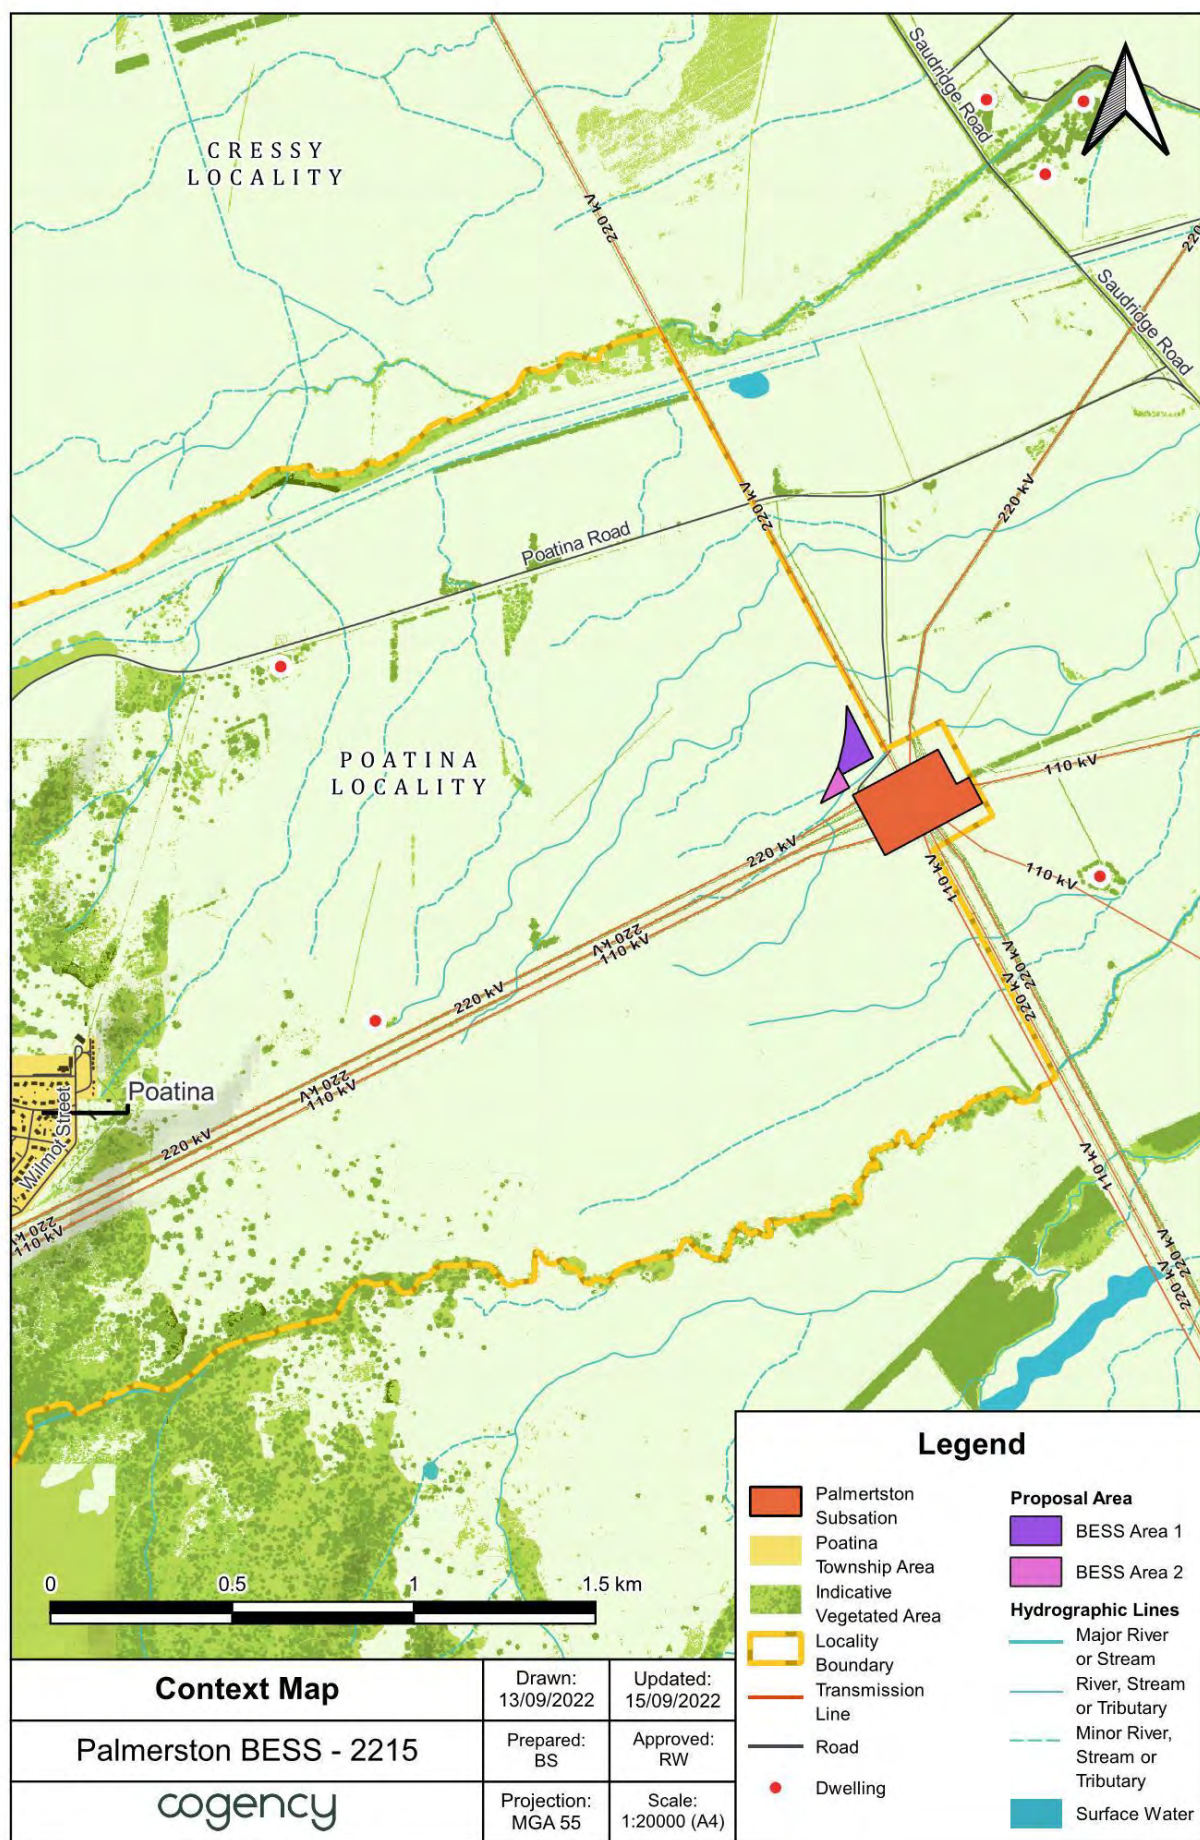 CRESSY
LOCALITY
Saudridge Road
220 kV
220
Saudridge Road
220 kV
220 kV
Poatina Road
POATINA
LOCALITY
110 kV
220 kV
110 kV
110 kV
220 kV
110 kV
220 kV
220 kV
220 kV
220 kV
110 kV
Poatina
Wilmot Street
220 kV
220 kV
110 kV
110 kV
220 kV
220 kV
Legend
Palmertston
Subsation
Poatina
Township Area
Indicative
Vegetated Area
Locality
Boundary
Transmission
Line
Road
Dwelling
Proposal Area
BESS Area 1
BESS Area 2
Hydrographic Lines
Major River
or Stream
River, Stream
or Tributary
Minor River,
Stream or
Tributary
Surface Water
0 0.5 1 1.5 km
Context Map
Drawn:
13/09/2022
Updated:
15/09/2022
Palmerston BESS - 2215
Prepared:
BS
Approved:
RW
cogency
Projection:
MGA 55
Scale:
1:20000 (A4)